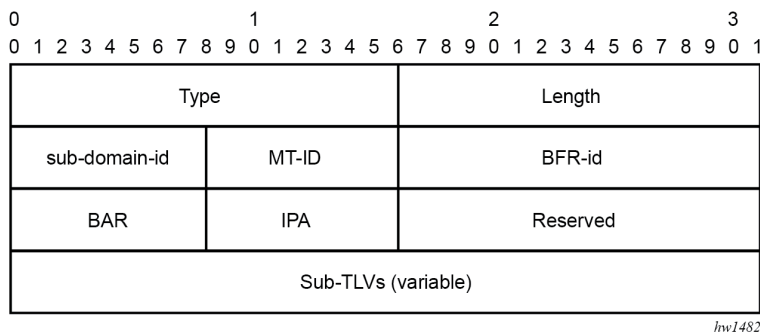 0 1 2 3
0 1 2 3 4 5 6 7 8 9 0 1 2 3 4 5 6 7 8 9 0 1 2 3 4 5 6 7 8 9 0 1
Type Length
sub-domain-id MT-ID BFR-id
BAR IPA Reserved
Sub-TLVs (variable)
hw1482